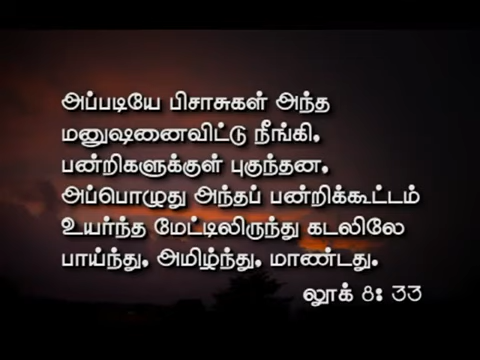 அப்படியே பிசாசுகள் அந்த
மனுஷனைவிட்டு நீங்கி,
பன்றிகளுக்குள் புகுந்தன,
அப்பொழுது அந்தப் பன்றிக்கூட்டம்
உயர்ந்த மேட்டிலிருந்து கடலிலே
பாய்ந்து, அமிழ்ந்து, மாண்டது.
லூக் 8: 33